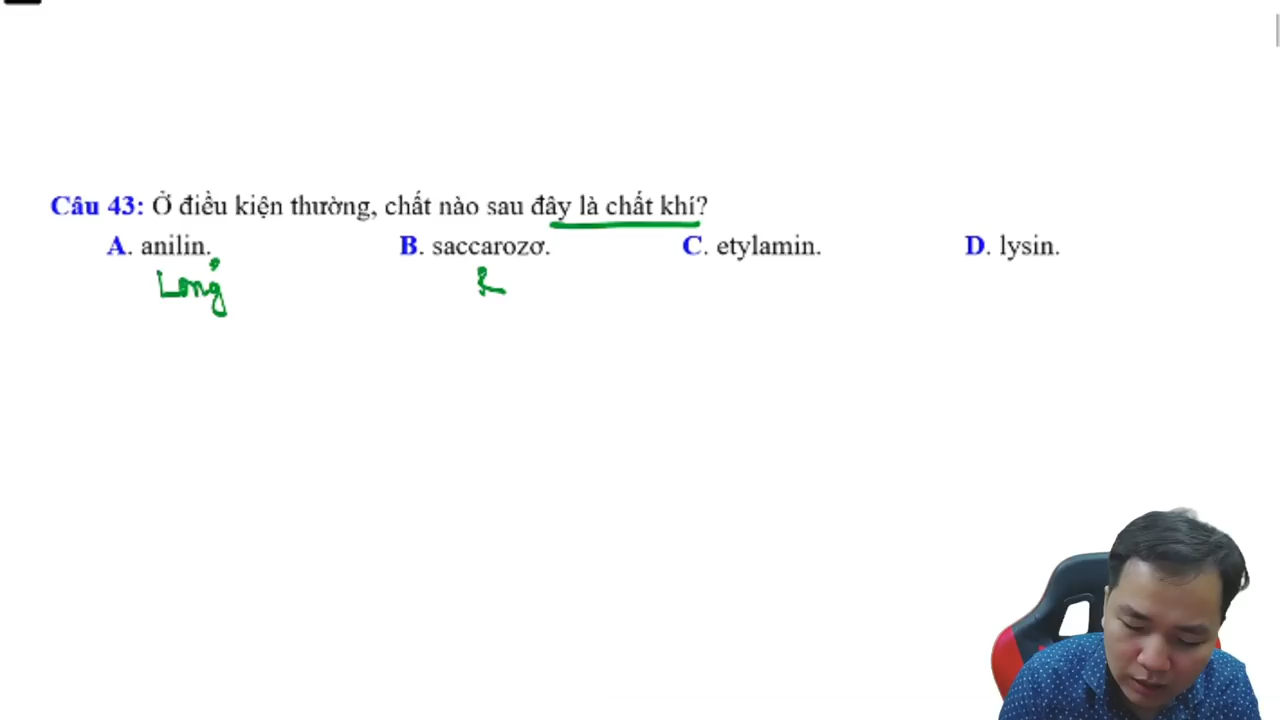 Câu 43: Ở điều kiện thường, chất nào sau đây là chất khí?
A. anilin. B. saccarozơ. C. etylamin. D. lysin.
Lỏng R